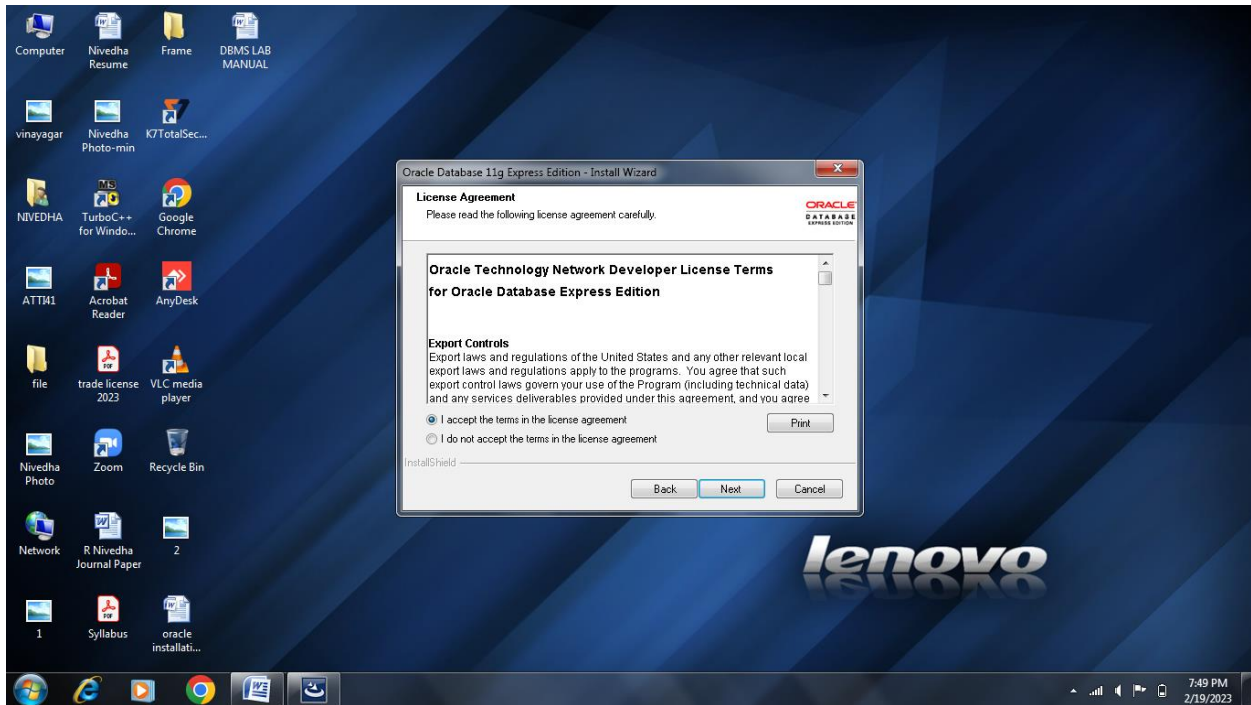 Computer
Nivedha
Resume
Frame
DBMS LAB
MANUAL
vinayagar
Nivedha
Photo-min
K7TotalSec...
NIVEDHA
TurboC++
for Windo...
Google
Chrome
ATTI41
Acrobat
Reader
AnyDesk
file
trade license
2023
VLC media
player
Nivedha
Photo
Zoom
Recycle Bin
Network
R Nivedha
Journal Paper
2
1
Syllabus
oracle
installati...
Oracle Database 11g Express Edition - Install Wizard
License Agreement
Please read the following license agreement carefully.
ORACLE
DATABASE
EXPRESS EDITION
Oracle Technology Network Developer License Terms
for Oracle Database Express Edition
Export Controls
Export laws and regulations of the United States and any other relevant local
export laws and regulations apply to the programs. You agree that such
export control laws govern your use of the Program (including technical data)
and any services deliverables provided under this agreement, and you agree
I accept the terms in the license agreement
Print
I do not accept the terms in the license agreement
InstallShield
Back
Next
Cancel
lenovo
7:49 PM
2/19/2023